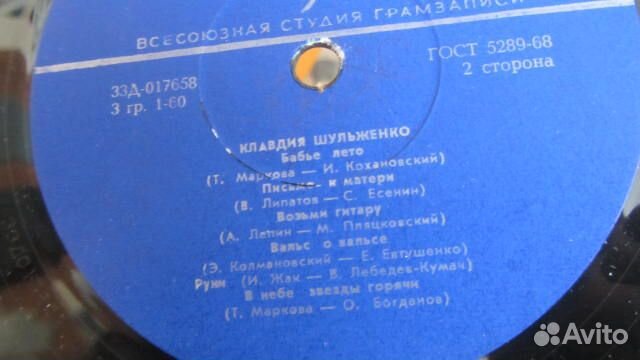 ВСЕСОЮЗНАЯ СТУДИЯ ГРАМЗАПИСИ
33Д-017658
3 гр. 1-60
ГОСТ 5289-68
2 сторона
КЛАВДИЯ ШУЛЬЖЕНКО
Бабье лето
(Т. Маркова — И. Кохановский)
Письмо к матери
(В. Липатов — С. Есенин)
Возьми гитару
(А. Лепин — М. Пляцковский)
Вальс о вальсе
(Э. Колмановский — Е. Евтушенко)
Руки (И. Жак — В. Лебедев-Кумач)
В небе звезды горячи
(Т. Маркова — О. Богданов)
Avito